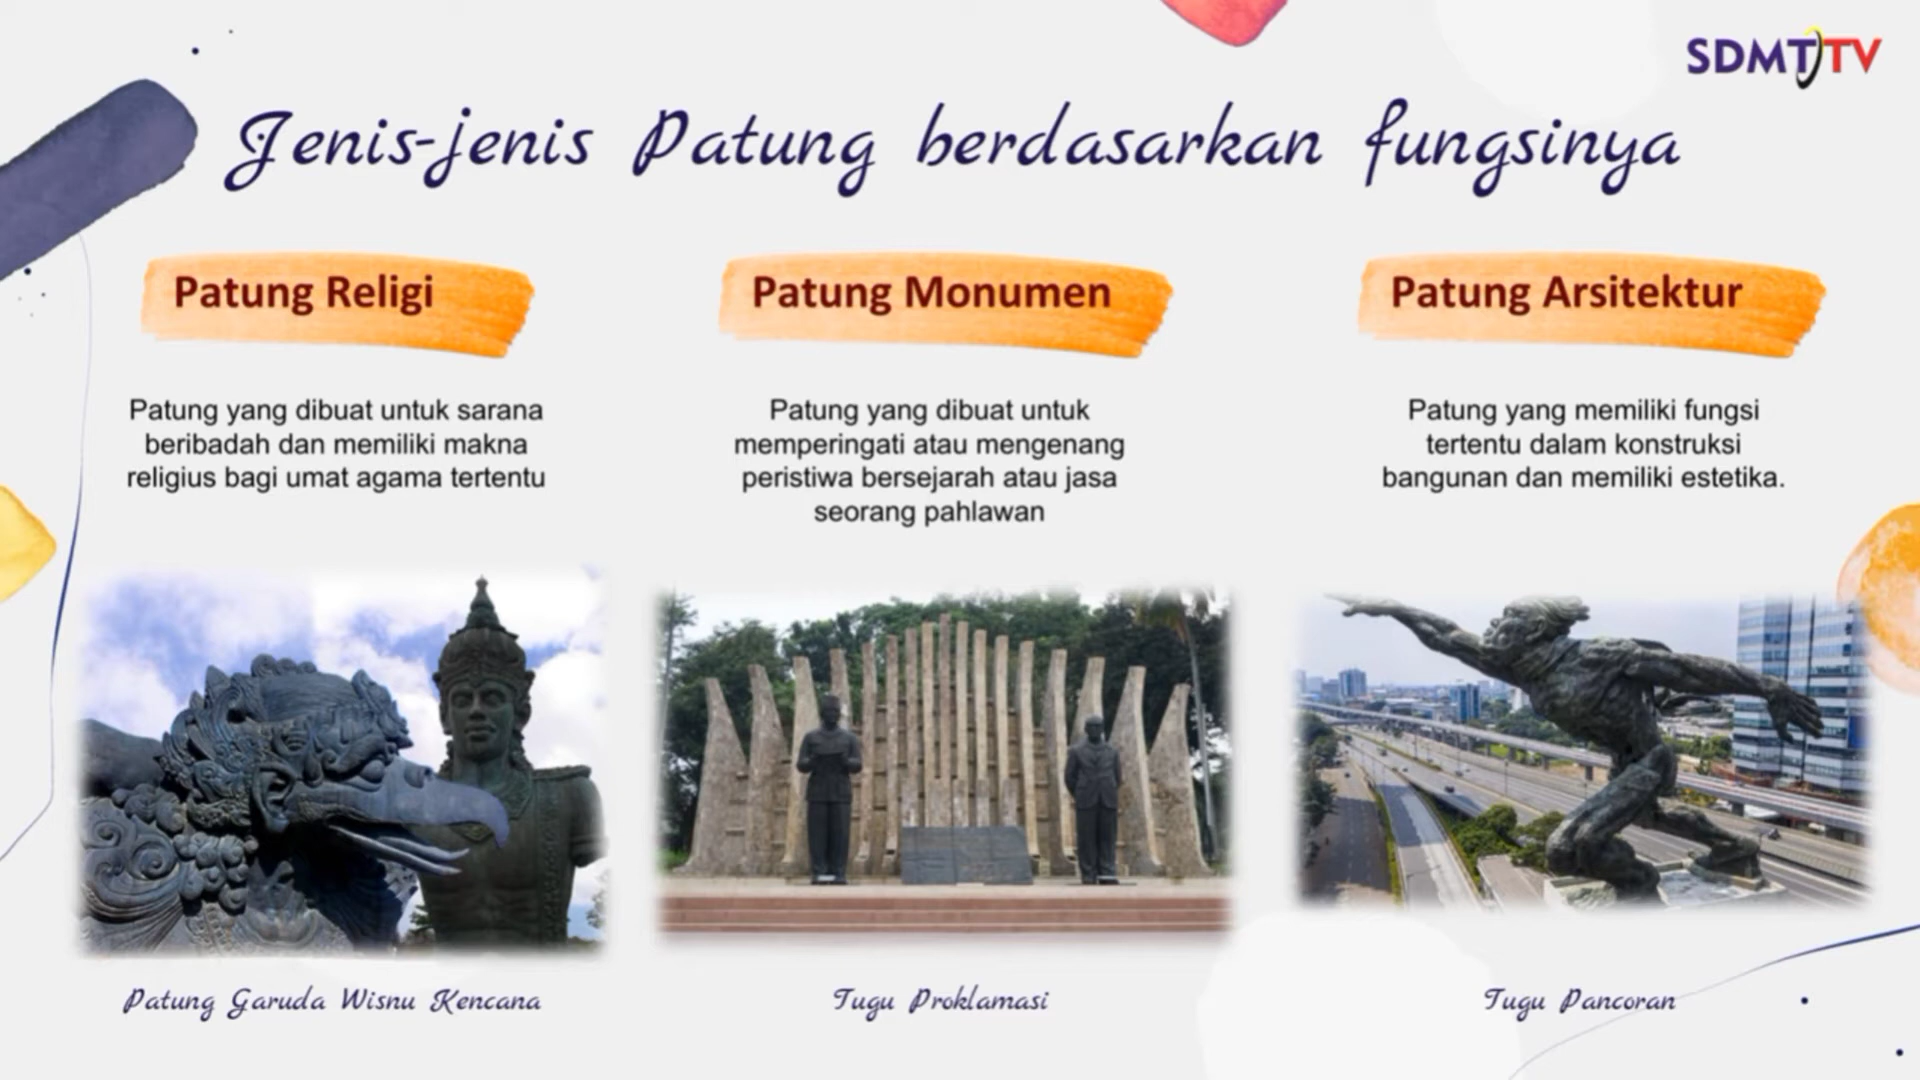 SDMT TV
Jenis-jenis Patung berdasarkan fungsinya
Patung Religi
Patung yang dibuat untuk sarana
beribadah dan memiliki makna
religius bagi umat agama tertentu
Patung Garuda Wisnu Kencana
Patung Monumen
Patung yang dibuat untuk
memperingati atau mengenang
peristiwa bersejarah atau jasa
seorang pahlawan
Tugu Proklamasi
Patung Arsitektur
Patung yang memiliki fungsi
tertentu dalam konstruksi
bangunan dan memiliki estetika.
Tugu Pancoran